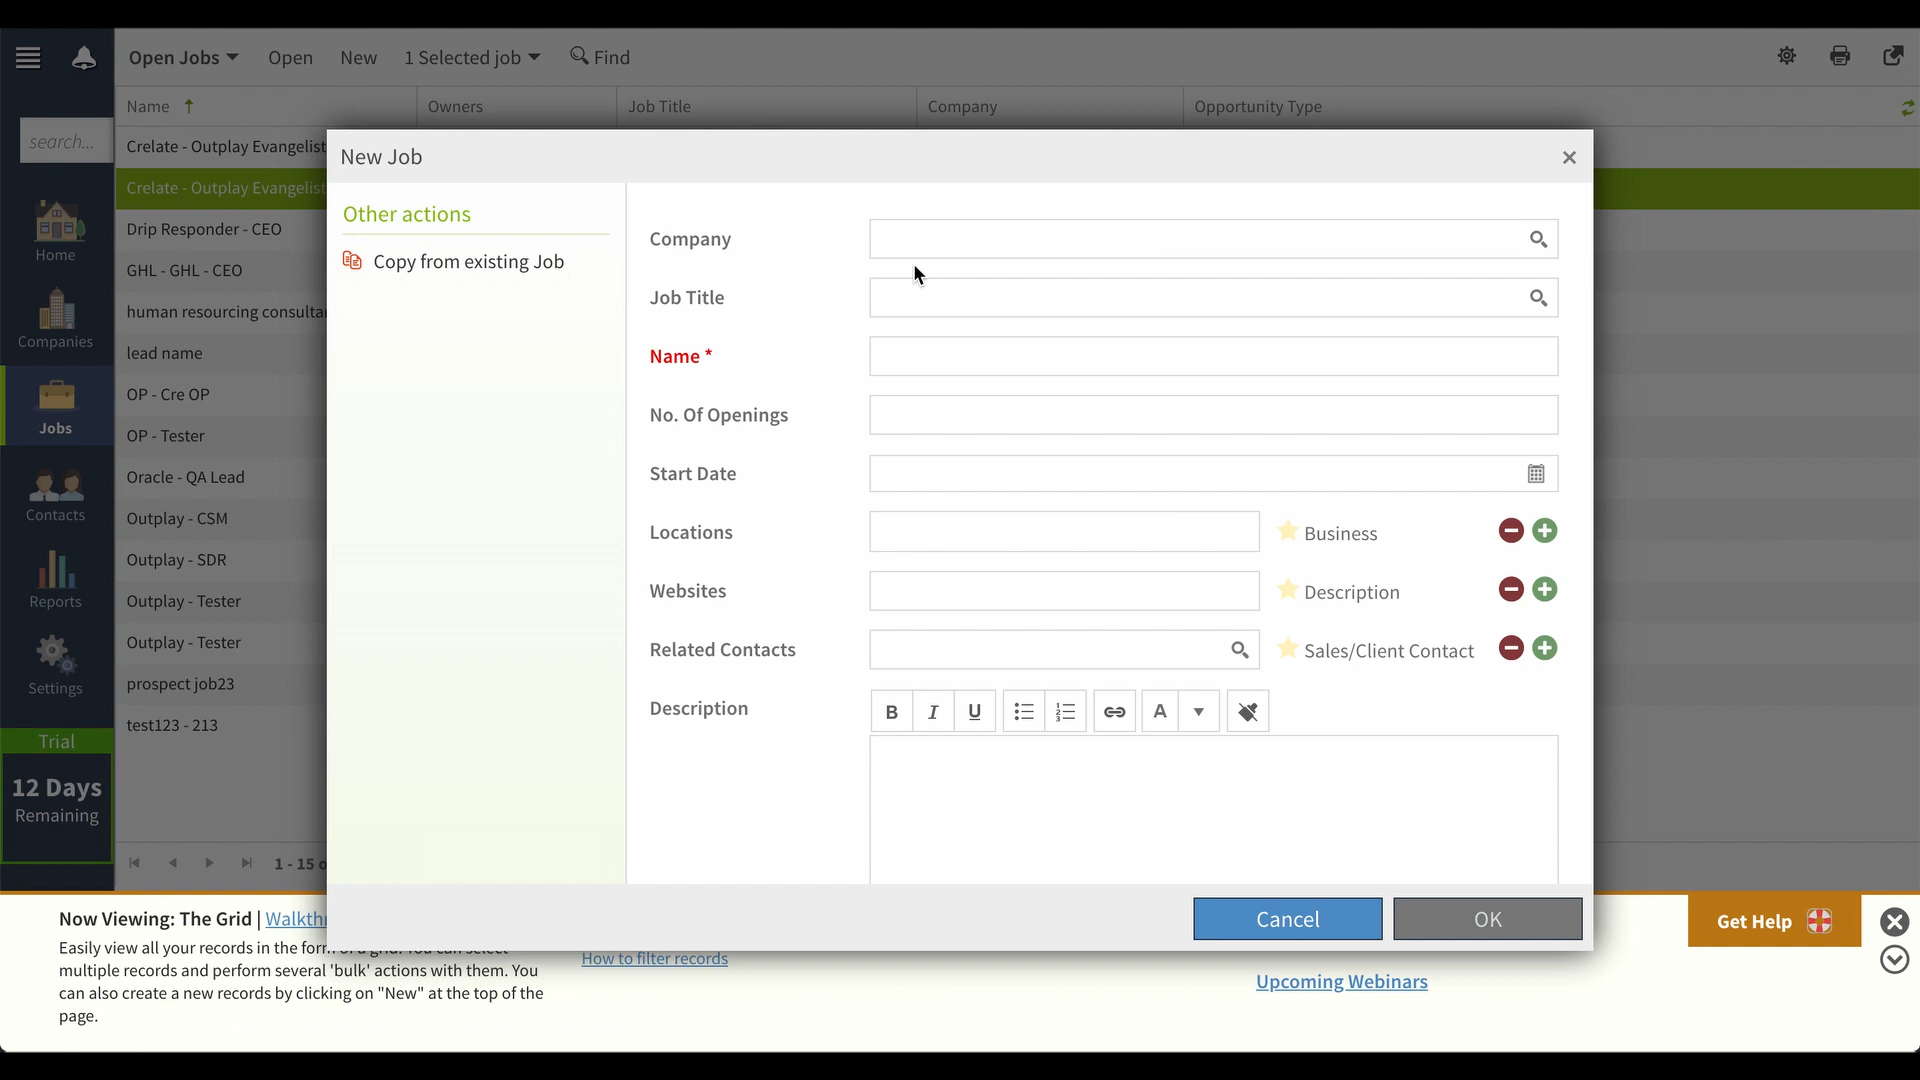 Open Jobs
Open
New
1 Selected job
Find
search...
Home
Companies
Jobs
Contacts
Reports
Settings
Trial
12 Days
Remaining
Name
Owners
Job Title
Company
Opportunity Type
Crelate - Outplay Evangelist
Crelate - Outplay Evangelist
Drip Responder - CEO
GHL - GHL - CEO
human resourcing consulta
lead name
OP - Cre OP
OP - Tester
Oracle - QA Lead
Outplay - CSM
Outplay - SDR
Outplay - Tester
Outplay - Tester
prospect job23
test123 - 213
1 - 15 o
New Job
Other actions
Copy from existing Job
Company
Job Title
Name *
No. Of Openings
Start Date
Locations
Business
Websites
Description
Related Contacts
Sales/Client Contact
Description
B I U A
Cancel
OK
Now Viewing: The Grid | Walkthr
Easily view all your records in the form of a grid. You can select
multiple records and perform several 'bulk' actions with them. You
can also create a new records by clicking on "New" at the top of the
page.
How to filter records
Upcoming Webinars
Get Help